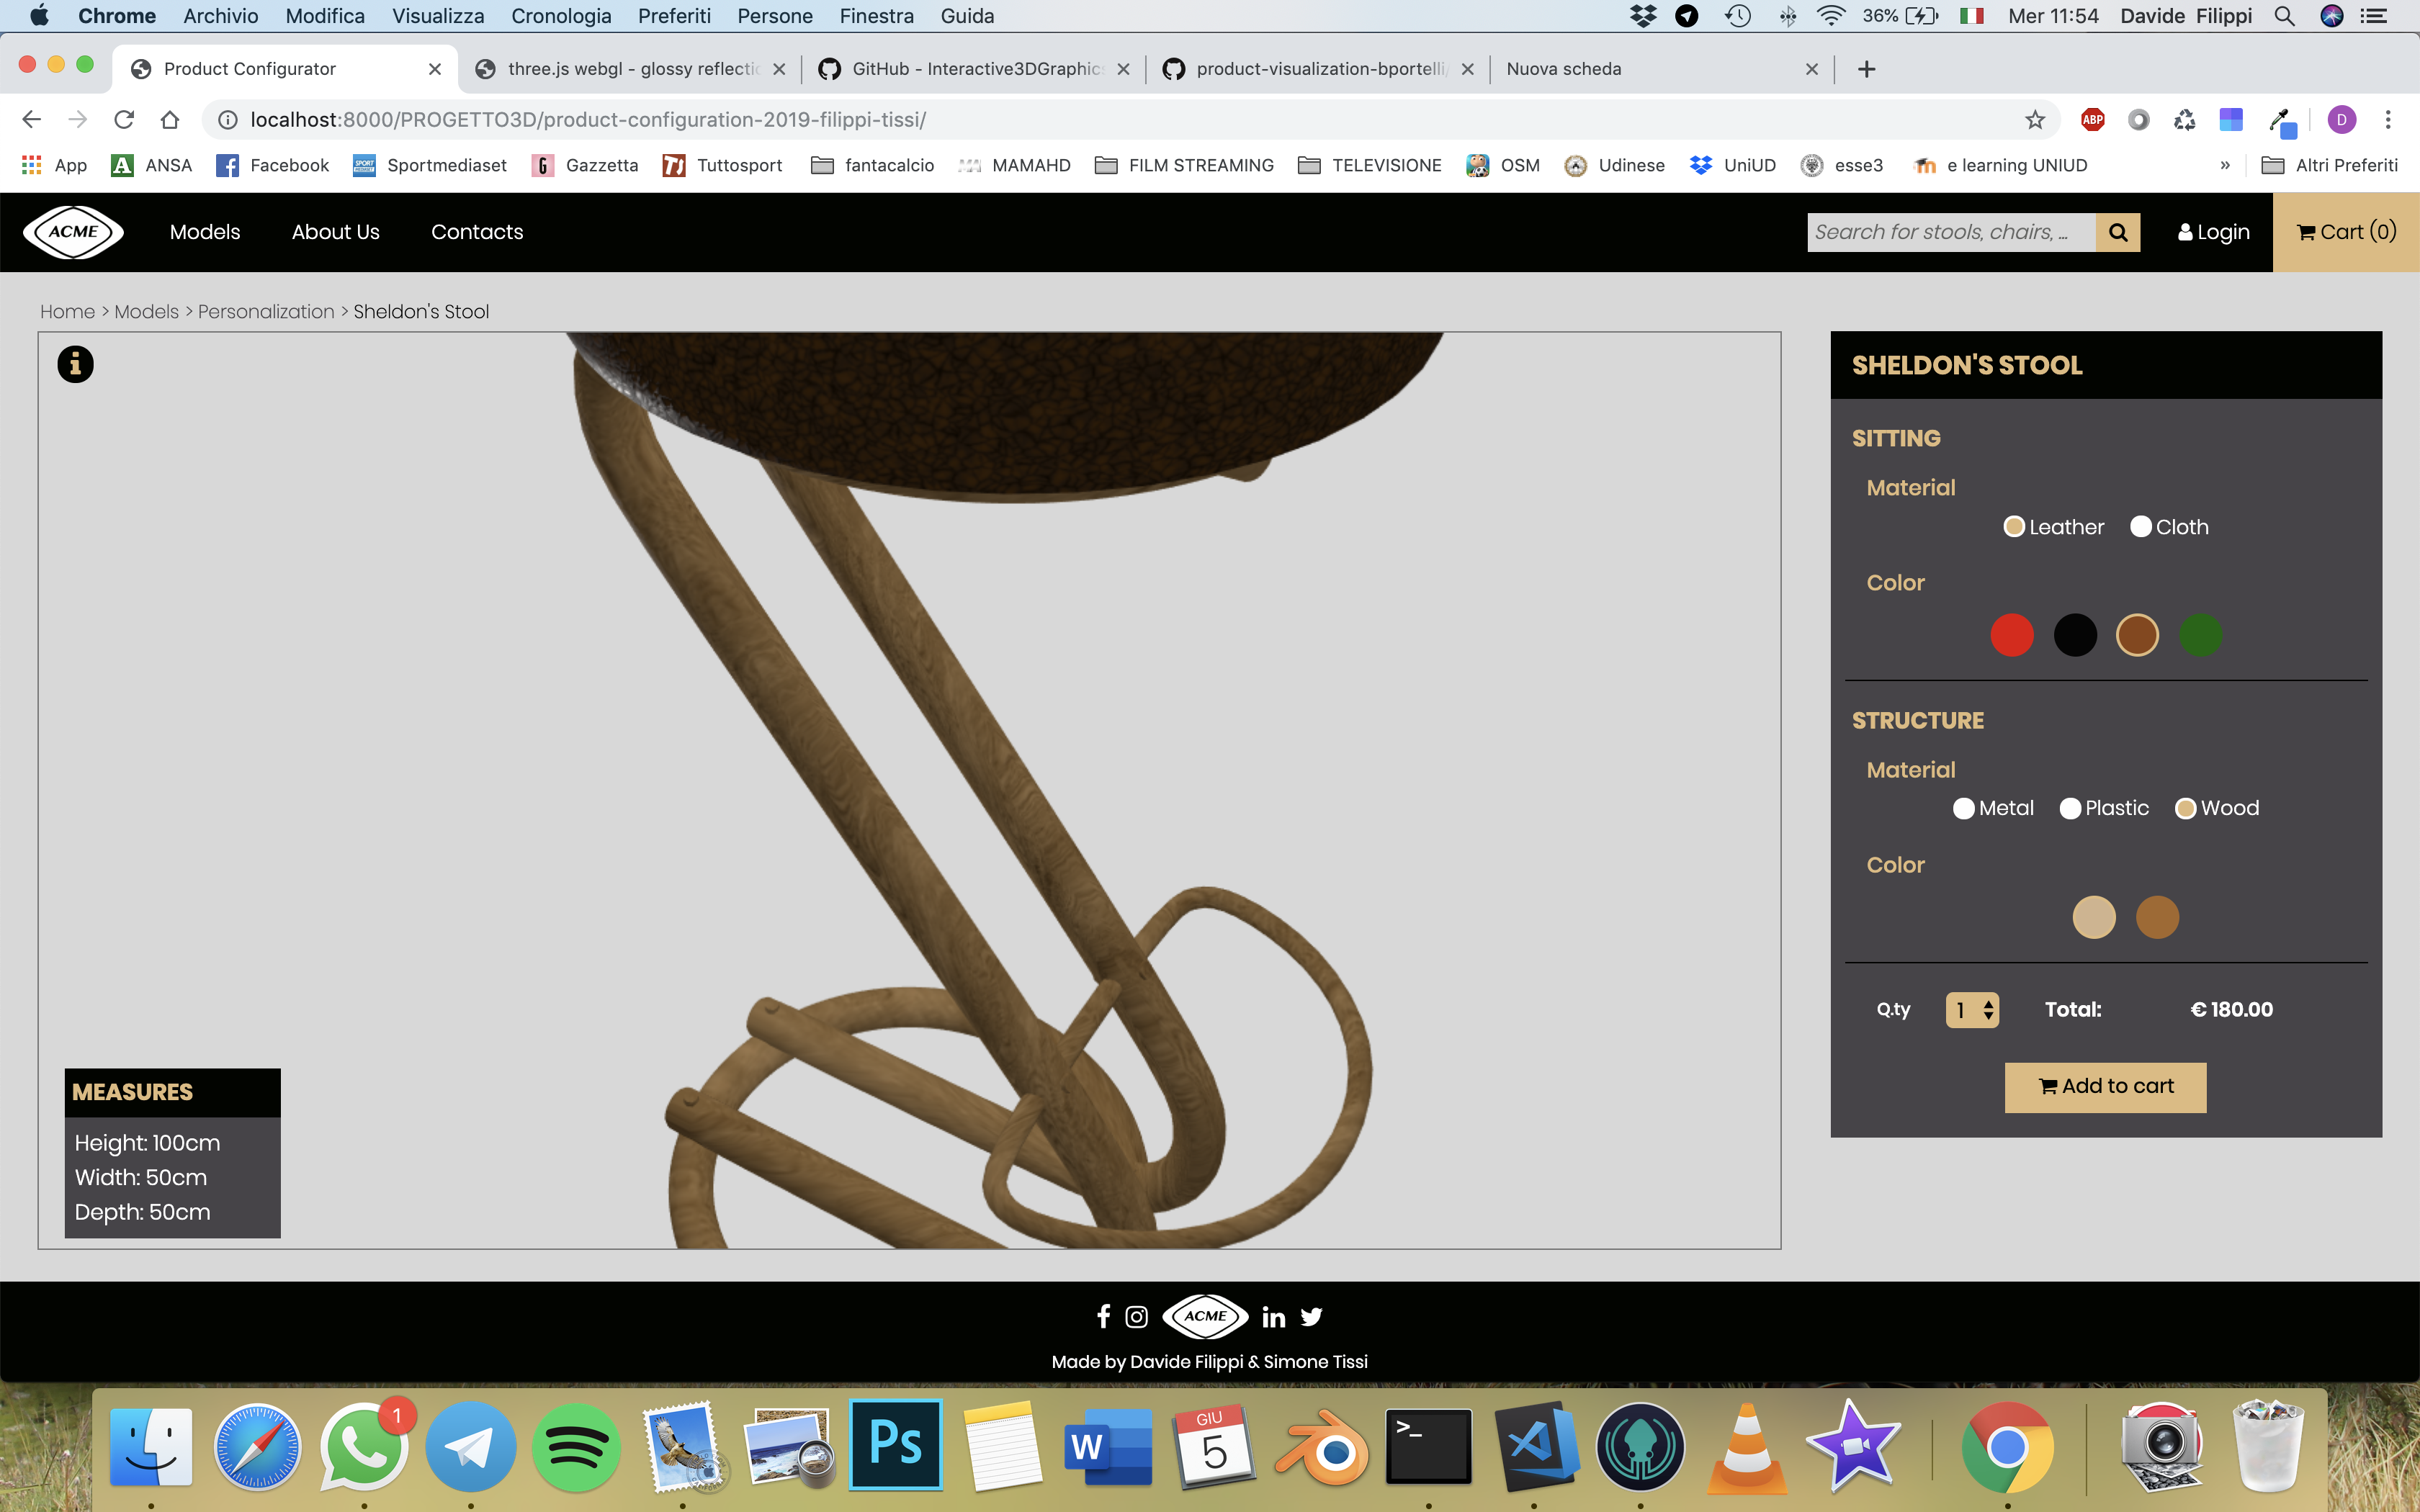 Chrome Archivio Modifica Visualizza Cronologia Preferiti Persone Finestra Guida 36% Mer 11:54 Davide Filippi
Product Configurator three.js webgl - glossy reflectio GitHub - Interactive3DGraphics product-visualization-bportelli/ Nuova scheda
localhost:8000/PROGETTO3D/product-configuration-2019-filippi-tissi/ ABP D
App A ANSA Facebook SPORT Sportmediaset G Gazzetta TS Tuttosport fantacalcio MAMAHD FILM STREAMING TELEVISIONE OSM Udinese UniUD esse3 e learning UNIUD » Altri Preferiti
ACME Models About Us Contacts Search for stools, chairs, ... Login Cart (0)
Home > Models > Personalization > Sheldon's Stool
SHELDON'S STOOL
SITTING
Material
Leather Cloth
Color
STRUCTURE
Material
Metal Plastic Wood
Color
Q.ty 1 Total: € 180.00
Add to cart
MEASURES
Height: 100cm
Width: 50cm
Depth: 50cm
ACME
Made by Davide Filippi & Simone Tissi
1 Ps W GIU 5 >_